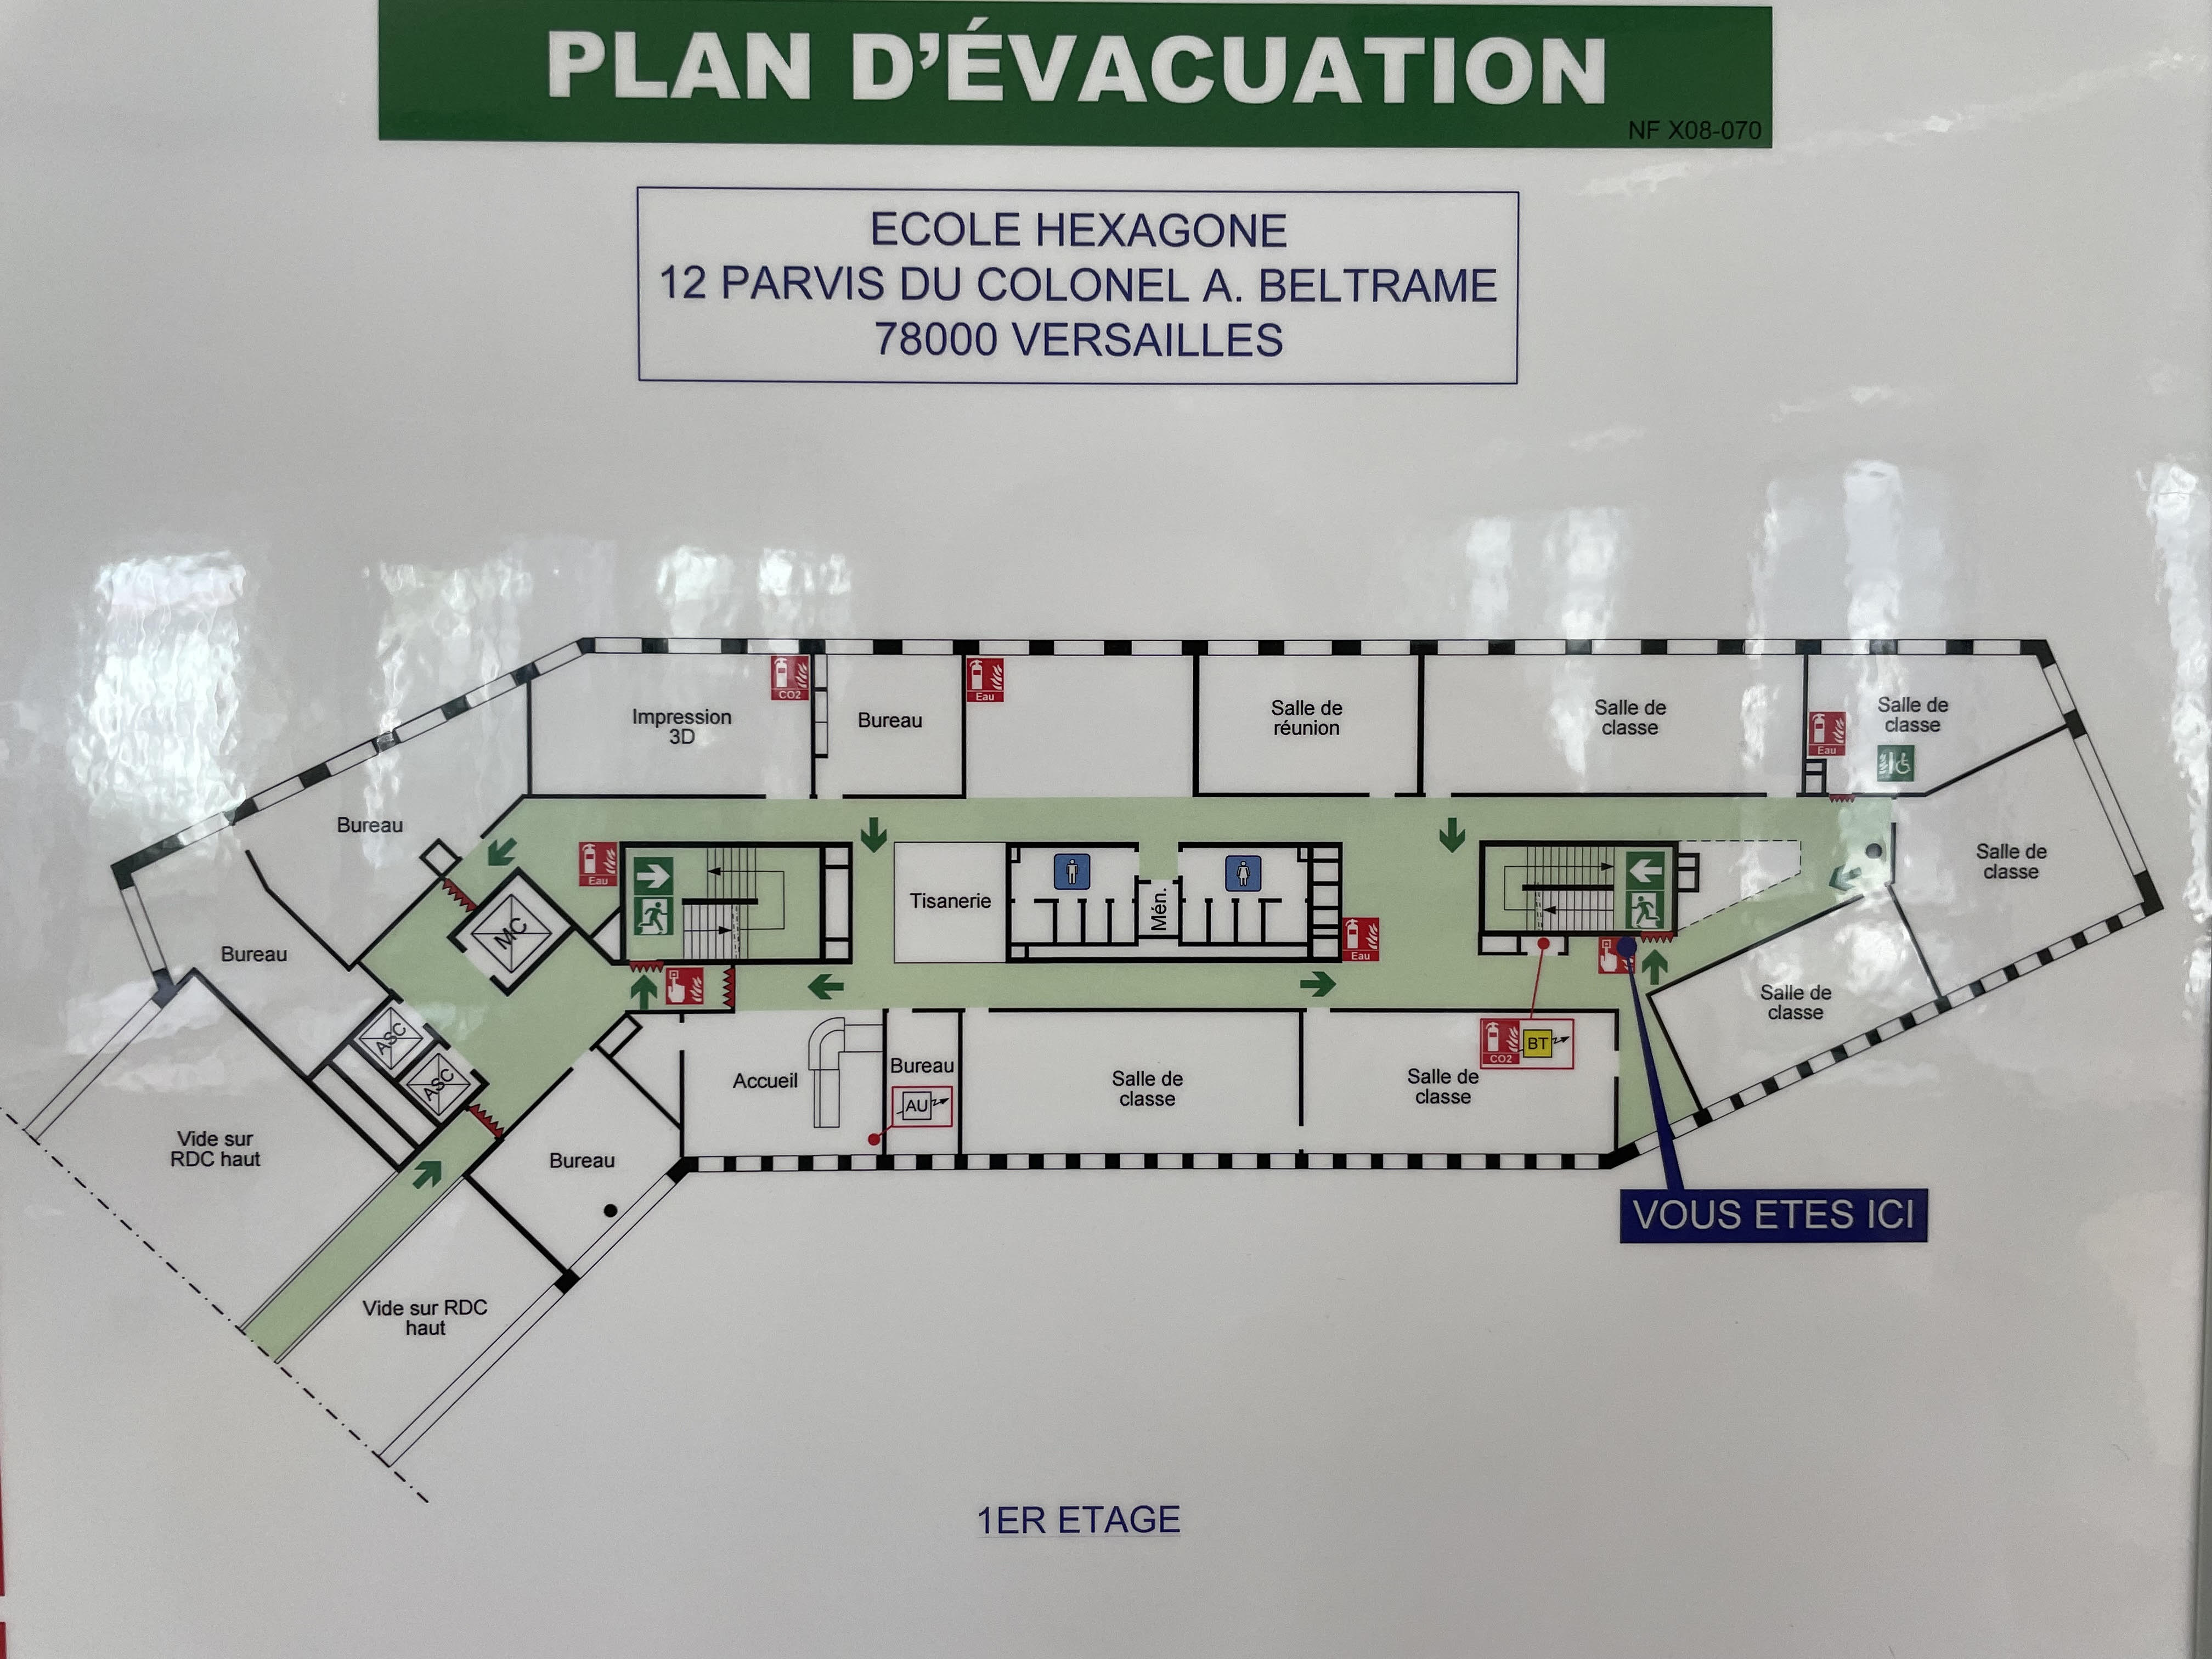 PLAN D'ÉVACUATION
NF X08-070
ECOLE HEXAGONE
12 PARVIS DU COLONEL A. BELTRAME
78000 VERSAILLES
Impression
3D
CO2
Bureau
Eau
Salle de
réunion
Salle de
classe
Eau
Salle de
classe
Bureau
Eau
MC
Tisanerie
Mén.
Eau
Salle de
classe
Bureau
Salle de
classe
ASC
ASC
Accueil
Bureau
AU
Salle de
classe
Salle de
classe
CO2
BT
Vide sur
RDC haut
Bureau
VOUS ETES ICI
Vide sur RDC
haut
1ER ETAGE